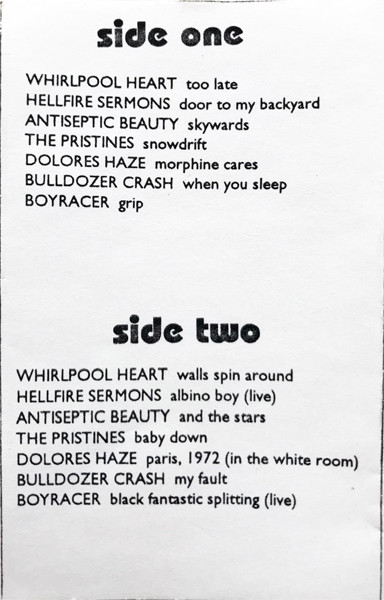 side one
WHIRLPOOL HEART too late
HELLFIRE SERMONS door to my backyard
ANTISEPTIC BEAUTY skywards
THE PRISTINES snowdrift
DOLORES HAZE morphine cares
BULLDOZER CRASH when you sleep
BOYRACER grip
side two
WHIRLPOOL HEART walls spin around
HELLFIRE SERMONS albino boy (live)
ANTISEPTIC BEAUTY and the stars
THE PRISTINES baby down
DOLORES HAZE paris, 1972 (in the white room)
BULLDOZER CRASH my fault
BOYRACER black fantastic splitting (live)